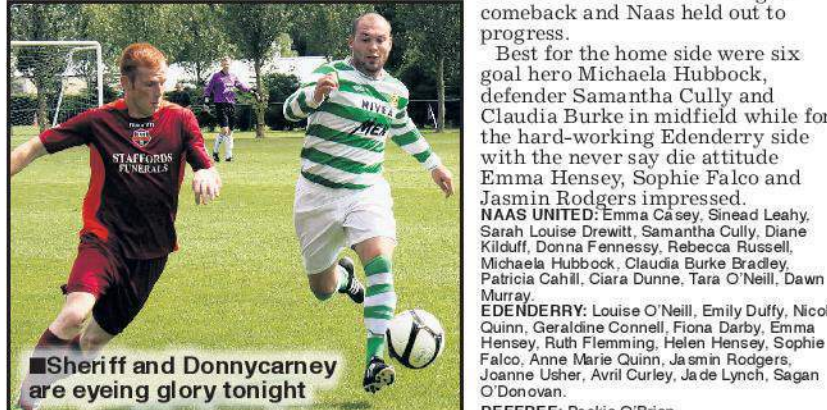 STAFFORDS
FUNERALS
NIVEA
MEN
■Sheriff and Donnycarney
are eyeing glory tonight
comeback and Naas held out to
progress.
Best for the home side were six
goal hero Michaela Hubbock,
defender Samantha Cully and
Claudia Burke in midfield while for
the hard-working Edenderry side
with the never say die attitude
Emma Hensey, Sophie Falco and
Jasmin Rodgers impressed.
NAAS UNITED: Emma Casey, Sinead Leahy,
Sarah Louise Drewitt, Samantha Cully, Diane
Kilduff, Donna Fennessy, Rebecca Russell,
Michaela Hubbock, Claudia Burke Bradley,
Patricia Cahill, Ciara Dunne, Tara O'Neill, Dawn
Murray.
EDENDERRY: Louise O'Neill, Emily Duffy, Nicol
Quinn, Geraldine Connell, Fiona Darby, Emma
Hensey, Ruth Flemming, Helen Hensey, Sophie
Falco, Anne Marie Quinn, Jasmin Rodgers,
Joanne Usher, Avril Curley, Jade Lynch, Sagan
O'Donovan.
REFEREE: Packie O'Brien